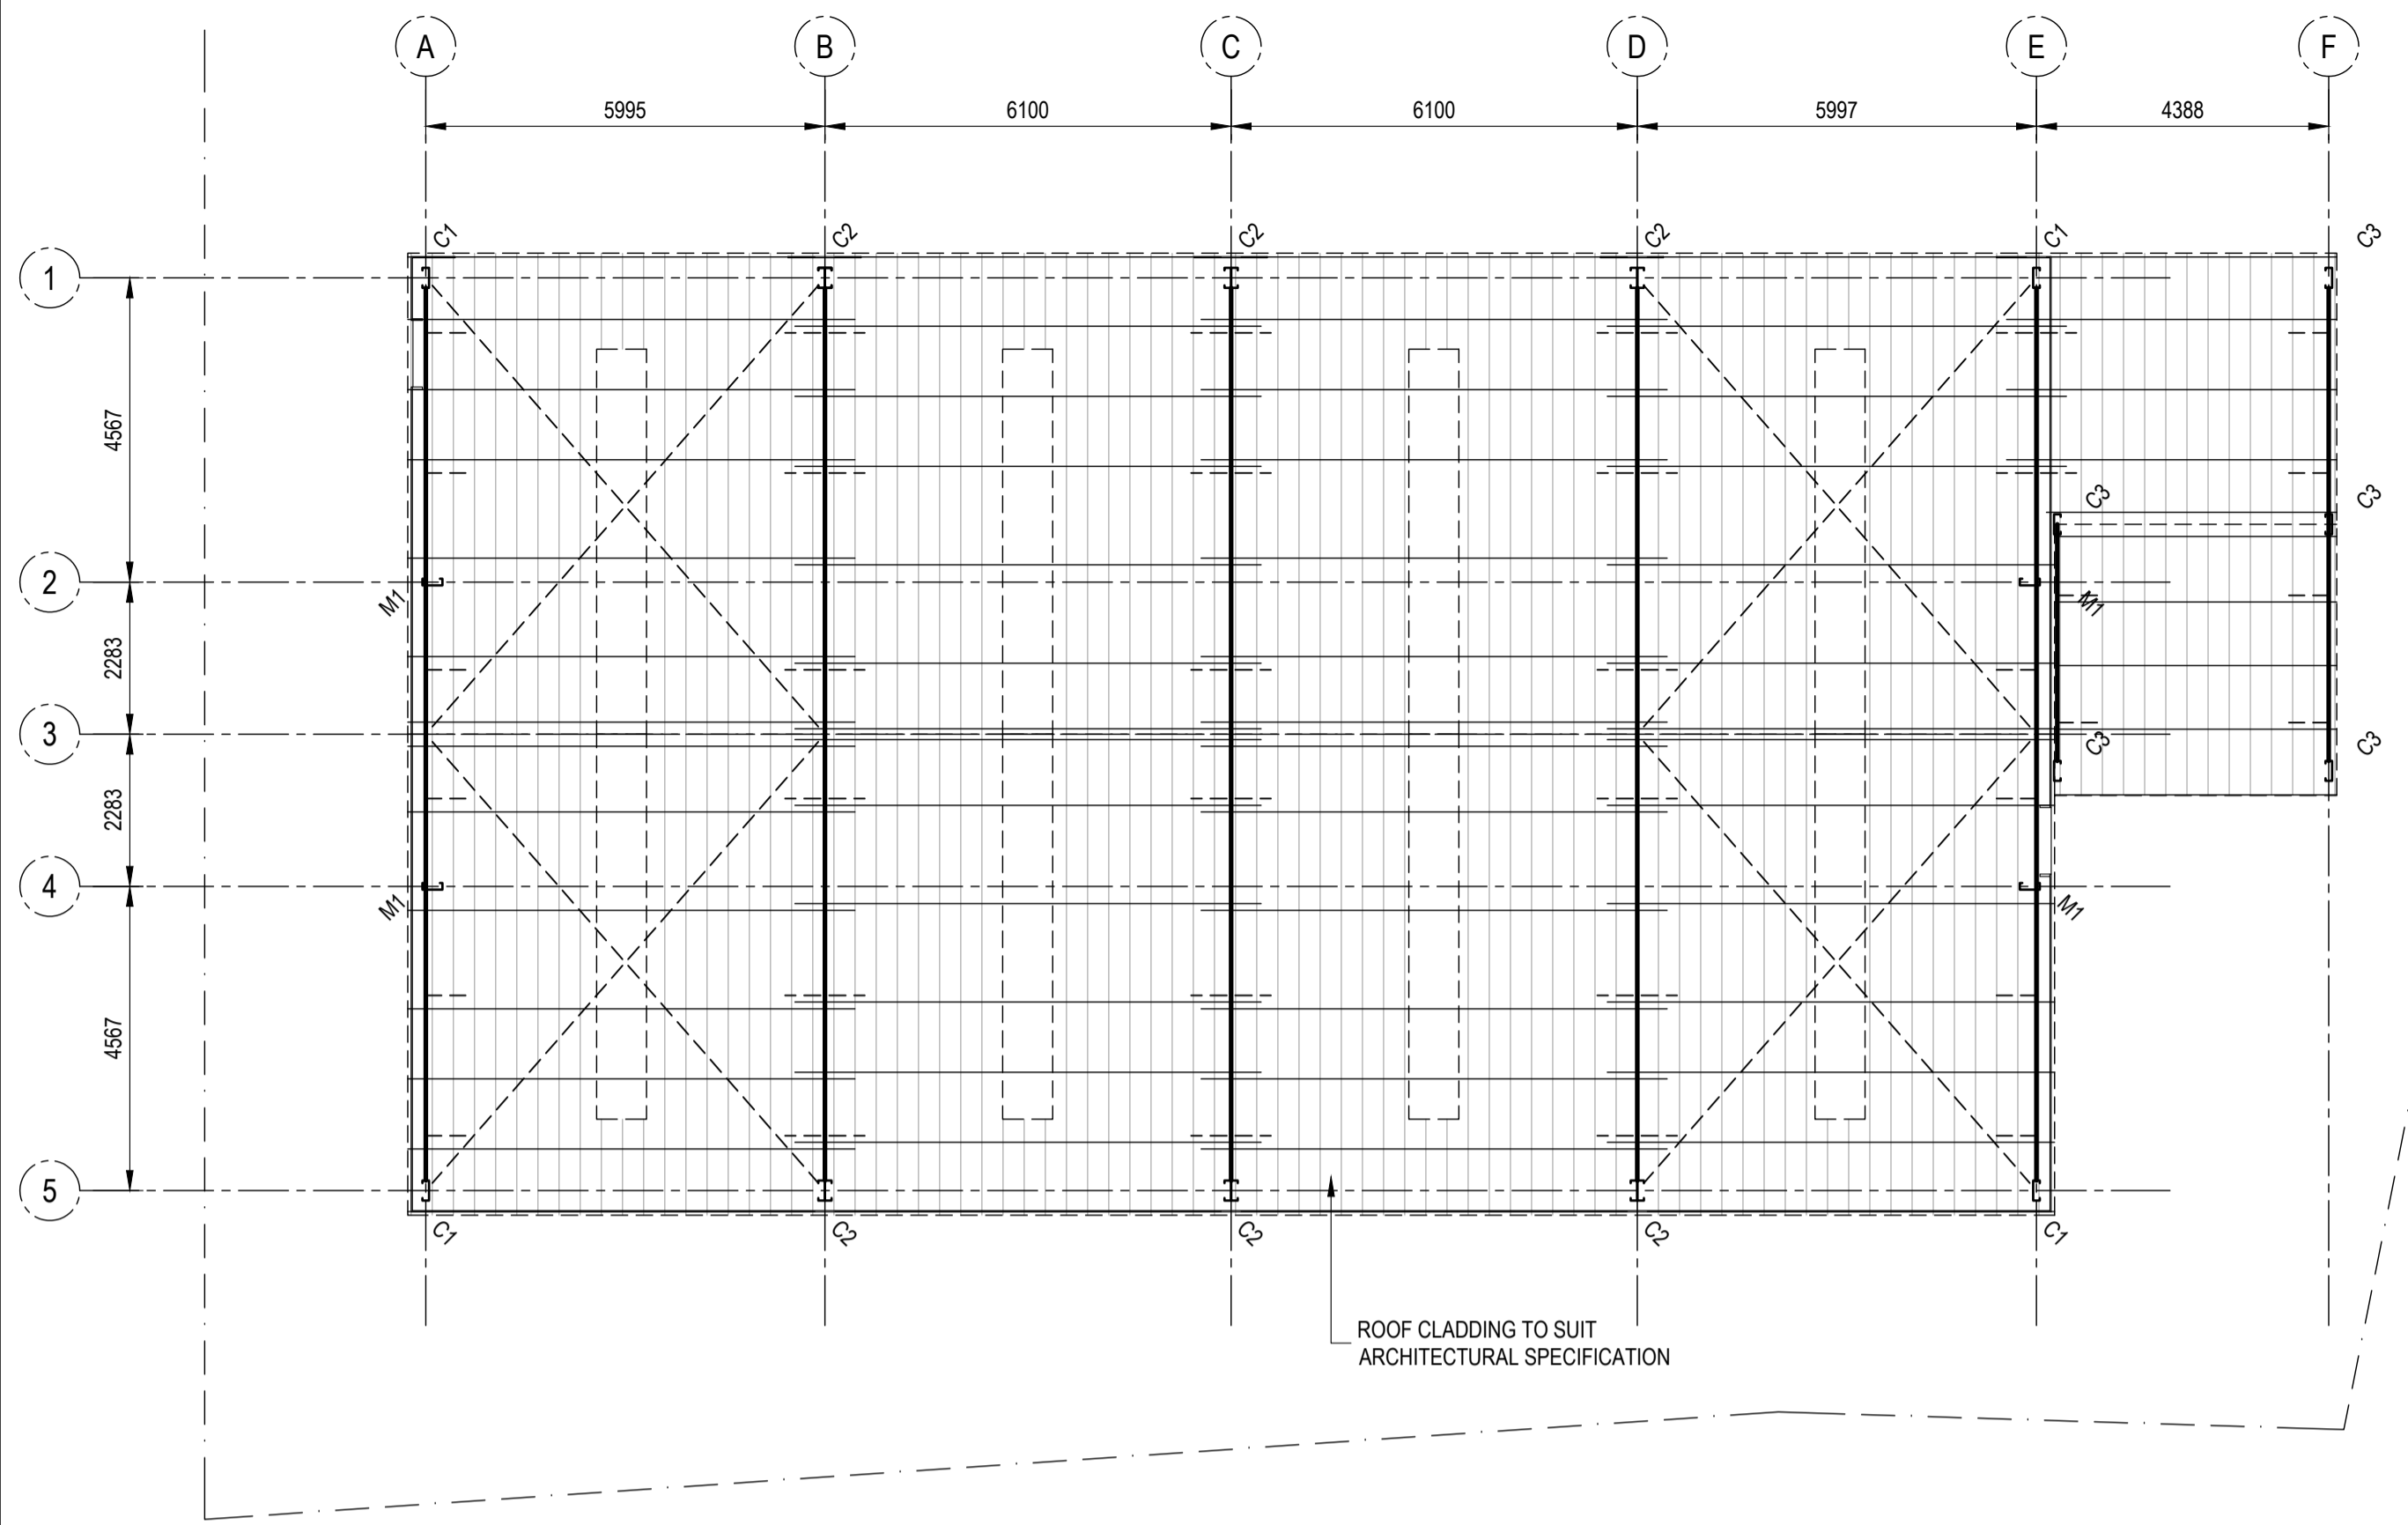 A B C D E F
5995 6100 6100 5997 4388
C1 C2 C2 C2 C1 C3
1
4567
C3 C3
2
M1 M1
2283
3
C3 C3
2283
4
M1 M1
4567
5
C1 C2 C2 C2 C1
ROOF CLADDING TO SUIT
ARCHITECTURAL SPECIFICATION